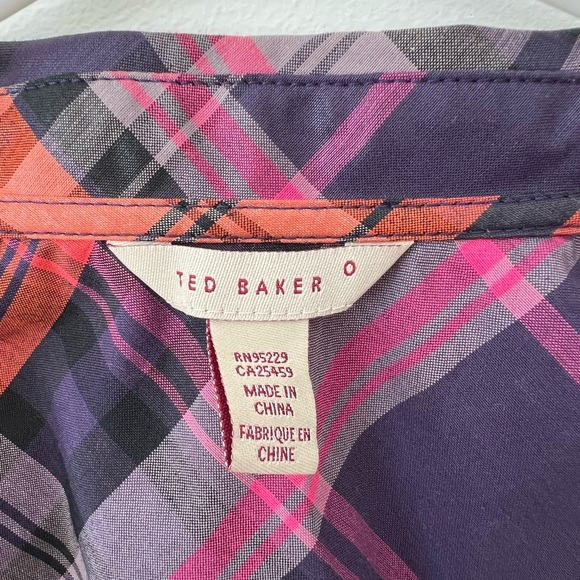 TED BAKER 0
RN95229
CA25459
MADE IN
CHINA
FABRIQUE EN
CHINE